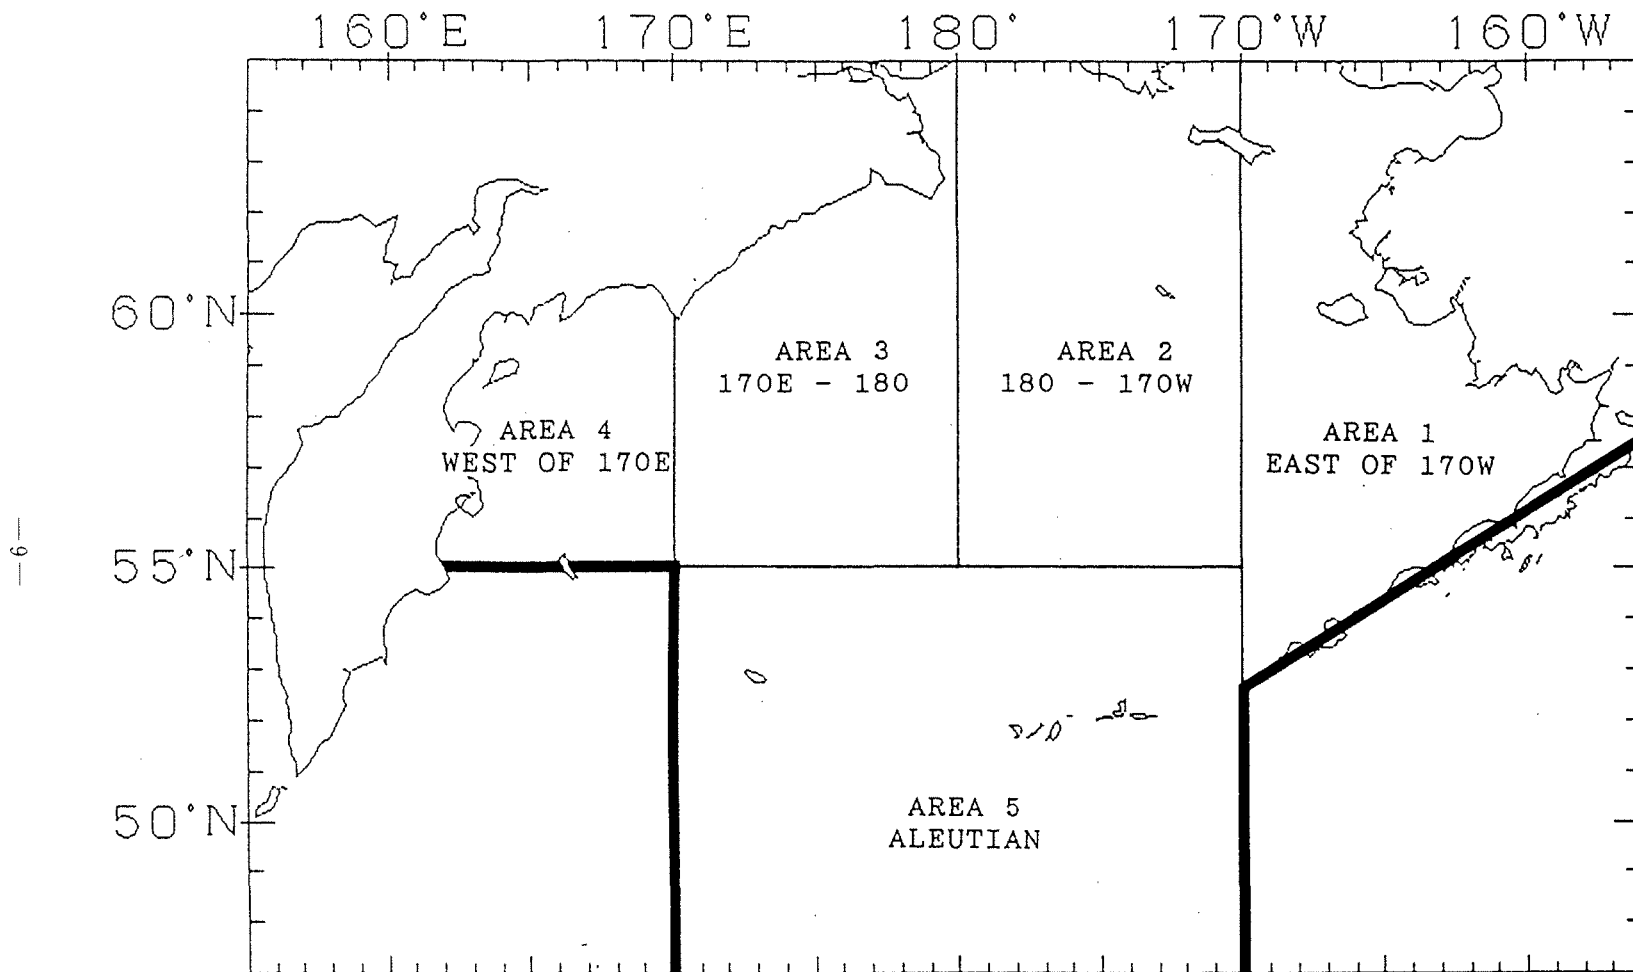 160°E 170°E 180° 170°W 160°W
60°N
AREA 3
170E - 180
AREA 2
180 - 170W
AREA 4
WEST OF 170E
AREA 1
EAST OF 170W
—6—
55°N
50°N
AREA 5
ALEUTIAN